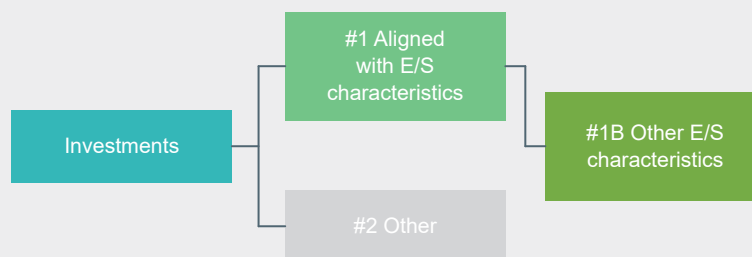 #1 Aligned
with E/S
characteristics
Investments
#1B Other E/S
characteristics
#2 Other